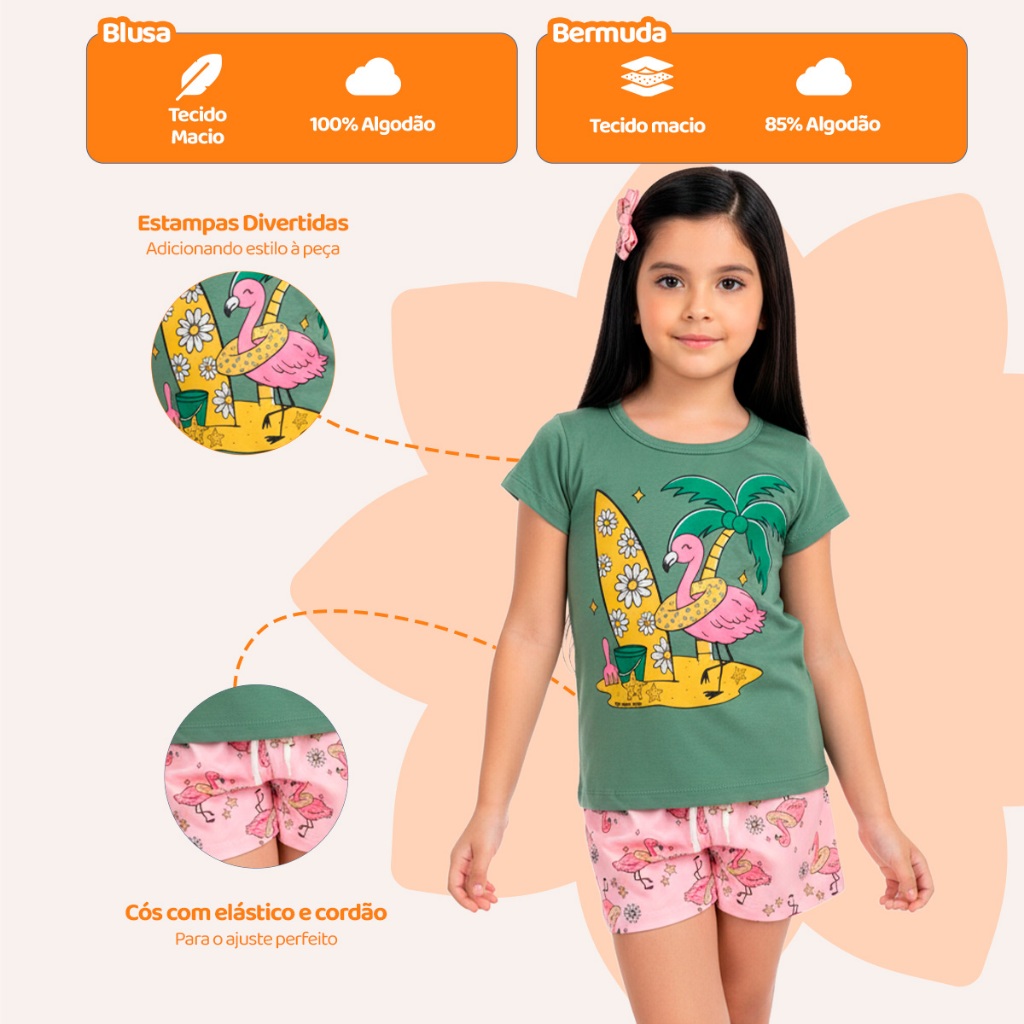 Blusa
Tecido
Macio
100% Algodão
Bermuda
Tecido macio
85% Algodão
Estampas Divertidas
Adicionando estilo à peça
Cós com elástico e cordão
Para o ajuste perfeito